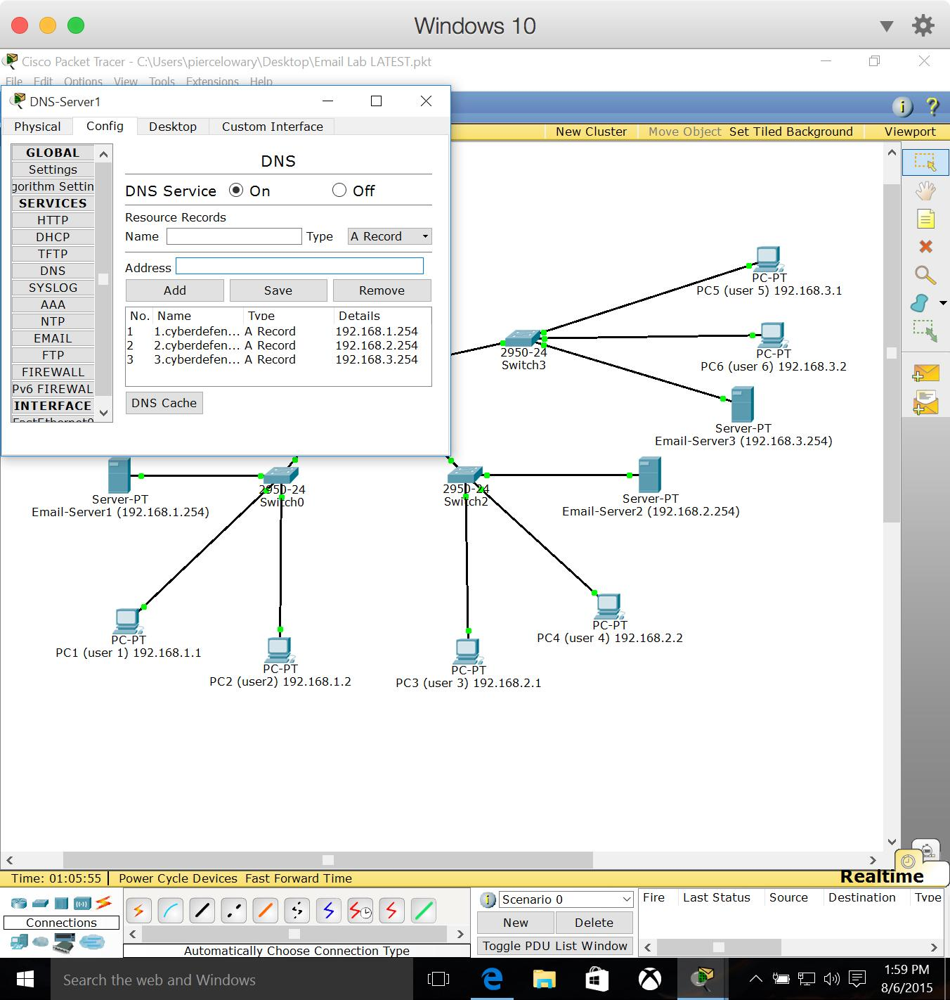 Windows 10
Cisco Packet Tracer - C:\Users\piercelowary\Desktop\Email Lab LATEST.pkt
File Edit Options View Tools Extensions Help
DNS-Server1
Physical Config Desktop Custom Interface
New Cluster Move Object Set Tiled Background Viewport
GLOBAL
Settings
gorithm Settin
SERVICES
HTTP
DHCP
TFTP
DNS
SYSLOG
AAA
NTP
EMAIL
FTP
FIREWALL
Pv6 FIREWAL
INTERFACE
FastEthernet0
DNS
DNS Service On Off
Resource Records
Name Type A Record
Address
Add Save Remove
No. Name Type Details
1 1.cyberdefen... A Record 192.168.1.254
2 2.cyberdefen... A Record 192.168.2.254
3 3.cyberdefen... A Record 192.168.3.254
DNS Cache
PC-PT
PC5 (user 5) 192.168.3.1
2950-24
Switch3
PC-PT
PC6 (user 6) 192.168.3.2
Server-PT
Email-Server3 (192.168.3.254)
Server-PT
Email-Server1 (192.168.1.254)
2950-24
Switch0
2950-24
Switch2
Server-PT
Email-Server2 (192.168.2.254)
PC-PT
PC1 (user 1) 192.168.1.1
PC-PT
PC2 (user2) 192.168.1.2
PC-PT
PC3 (user 3) 192.168.2.1
PC-PT
PC4 (user 4) 192.168.2.2
Time: 01:05:55 Power Cycle Devices Fast Forward Time
Realtime
Connections
Automatically Choose Connection Type
Scenario 0
New Delete
Toggle PDU List Window
Fire Last Status Source Destination Type
Search the web and Windows
1:59 PM
8/6/2015